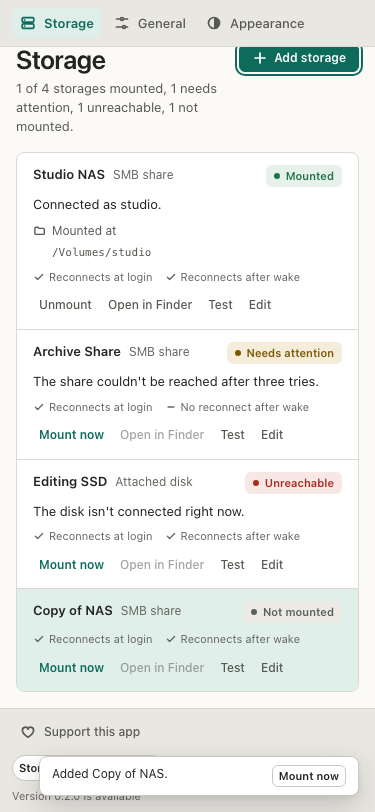 Storage General Appearance
Storage
Add storage
1 of 4 storages mounted, 1 needs
attention, 1 unreachable, 1 not
mounted.
Studio NAS SMB share Mounted
Connected as studio.
Mounted at
/Volumes/studio
Reconnects at login Reconnects after wake
Unmount Open in Finder Test Edit
Archive Share SMB share Needs attention
The share couldn't be reached after three tries.
Reconnects at login No reconnect after wake
Mount now Open in Finder Test Edit
Editing SSD Attached disk Unreachable
The disk isn't connected right now.
Reconnects at login Reconnects after wake
Mount now Open in Finder Test Edit
Copy of NAS SMB share Not mounted
Reconnects at login Reconnects after wake
Mount now Open in Finder Test Edit
Support this app
Added Copy of NAS. Mount now
Version 0.2.0 is available